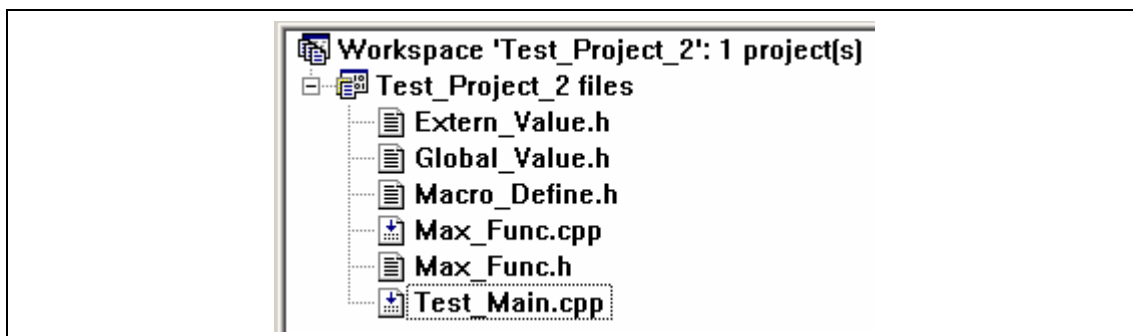 Workspace 'Test_Project_2': 1 project(s)
Test_Project_2 files
Extern_Value.h
Global_Value.h
Macro_Define.h
Max_Func.cpp
Max_Func.h
Test_Main.cpp